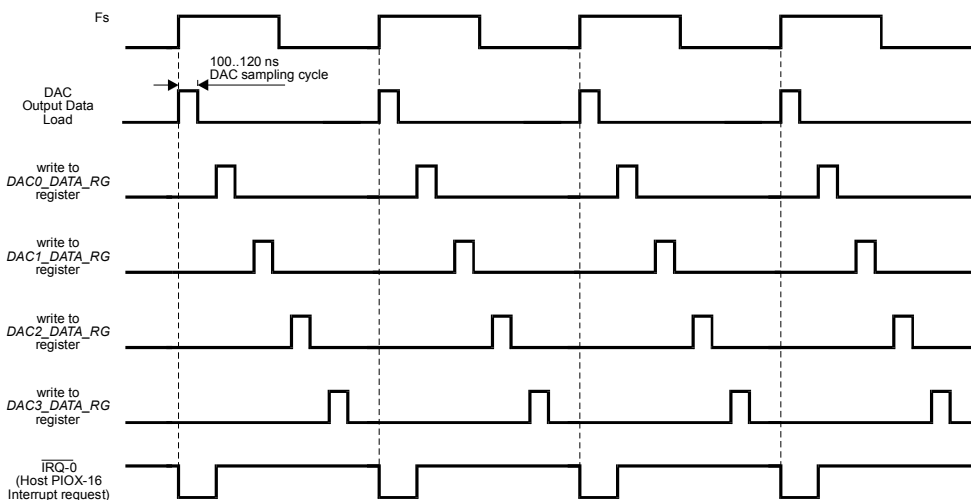 Fs
100..120 ns
DAC sampling cycle
DAC
Output Data
Load
write to
DAC0_DATA_RG
register
write to
DAC1_DATA_RG
register
write to
DAC2_DATA_RG
register
write to
DAC3_DATA_RG
register
IRQ-0
(Host PIOX-16
Interrupt request)